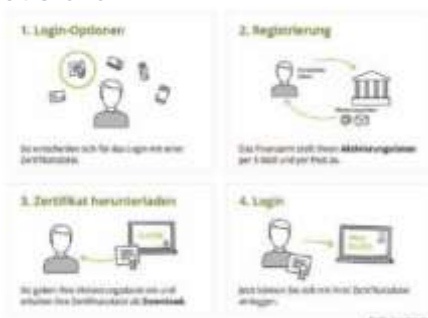 1. Login-Optionen
2. Registrierung
Sie entscheiden sich für das Login mit einer
Zertifikatsdatei.
Das Finanzamt stellt Ihnen Aktivierungsdaten
per E-Mail und per Post zu.
3. Zertifikat herunterladen
4. Login
Sie geben Ihre Aktivierungsdaten ein und
erhalten Ihre Zertifikatsdatei als Download.
Jetzt können Sie sich mit Ihrer Zertifikatsdatei
einloggen.